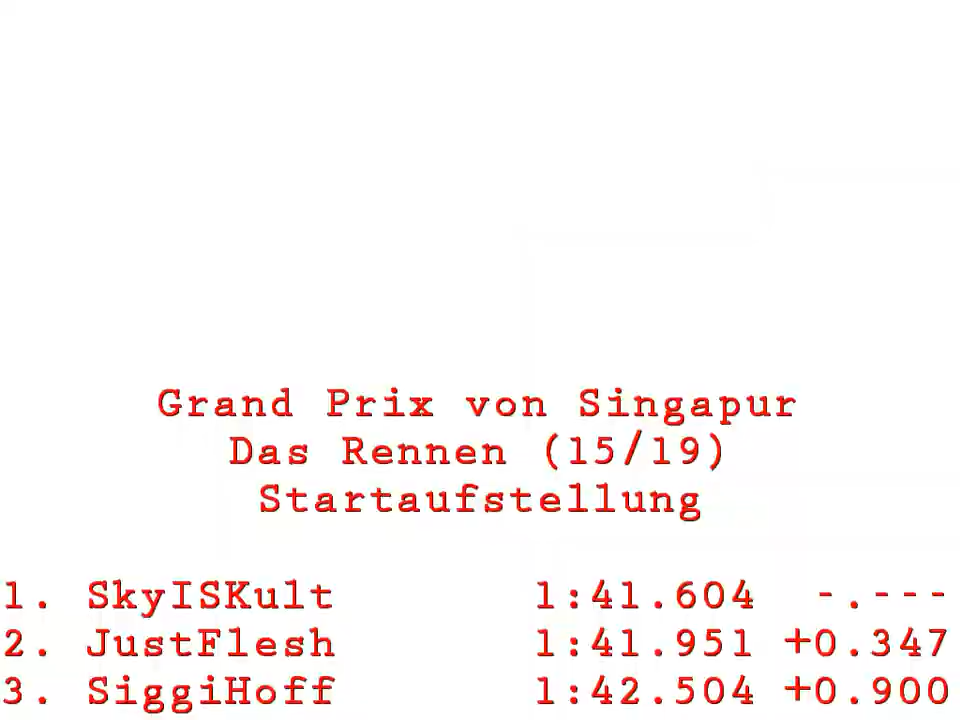 Grand Prix von Singapur
Das Rennen (15/19)
Startaufstellung
1. SkyISKult 1:41.604 -.---
2. JustFlesh 1:41.951 +0.347
3. SiggiHoff 1:42.504 +0.900